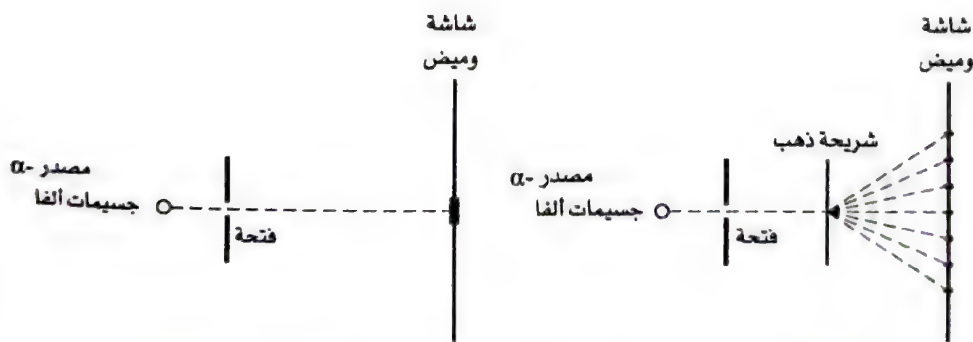 شاشة
وميض
شاشة
وميض
شريحة ذهب
مصدر -α
جسيمات ألفا
فتحة
مصدر -α
جسيمات ألفا
فتحة